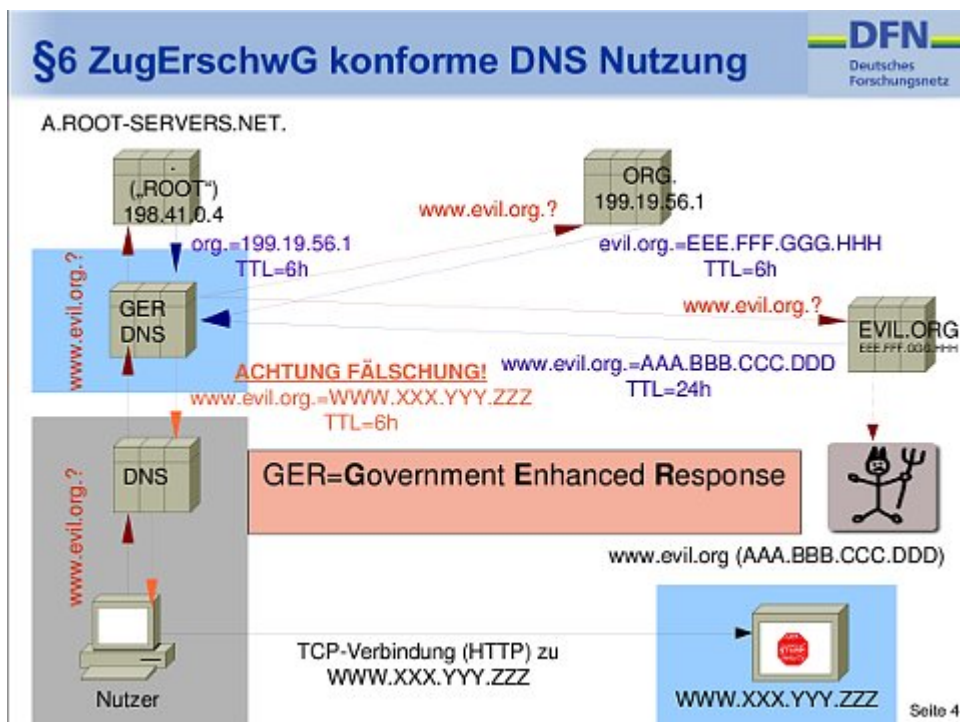 §6 ZugErschwG konforme DNS Nutzung
DFN
Deutsches
Forschungsnetz
A.ROOT-SERVERS.NET.
.
(„ROOT")
198.41.0.4
ORG.
199.19.56.1
www.evil.org.?
org.=199.19.56.1
TTL=6h
evil.org.=EEE.FFF.GGG.HHH
TTL=6h
www.evil.org.?
GER
DNS
www.evil.org.?
EVIL.ORG
EEE.FFF.GGG.HHH
www.evil.org.=AAA.BBB.CCC.DDD
TTL=24h
ACHTUNG FÄLSCHUNG!
www.evil.org.=WWW.XXX.YYY.ZZZ
TTL=6h
www.evil.org.?
DNS
GER=Government Enhanced Response
www.evil.org (AAA.BBB.CCC.DDD)
Nutzer
TCP-Verbindung (HTTP) zu
WWW.XXX.YYY.ZZZ
STOPP
WWW.XXX.YYY.ZZZ
Seite 4